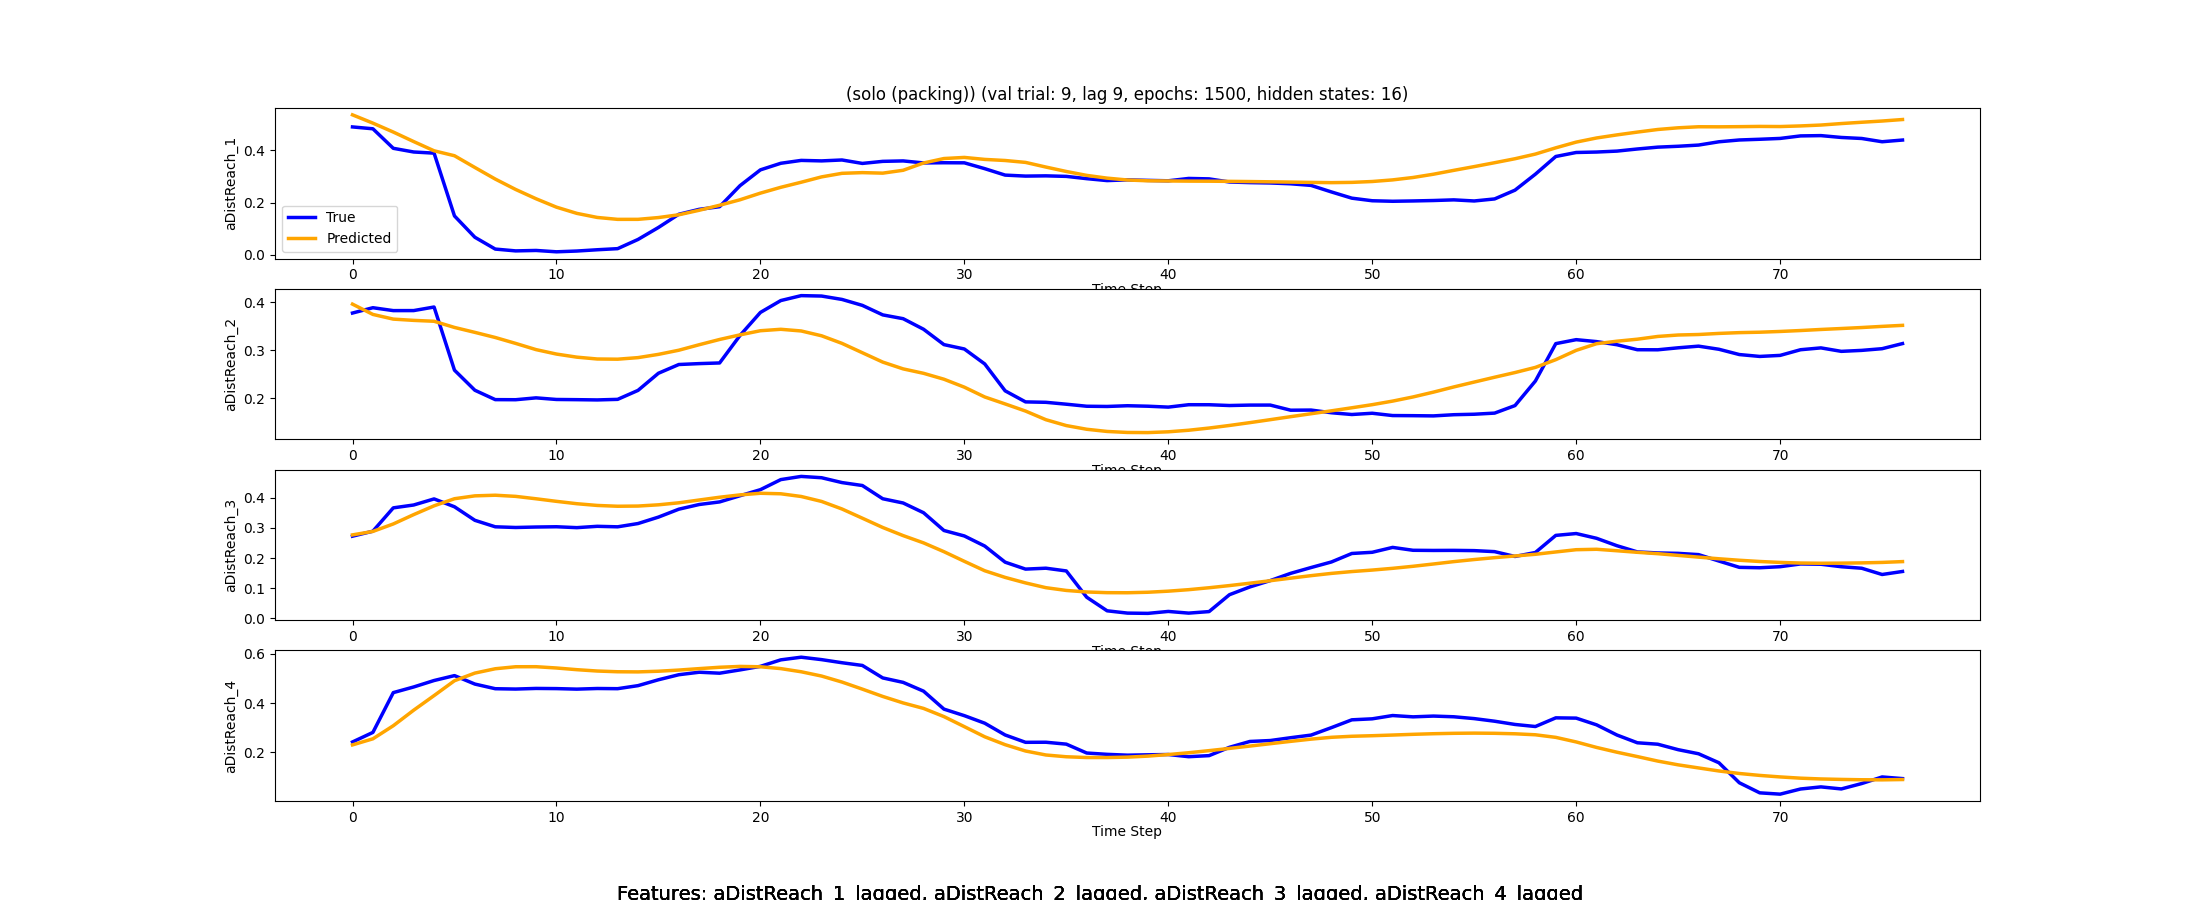 (solo (packing)) (val trial: 9, lag 9, epochs: 1500, hidden states: 16)
aDistReach_1
0.4
0.2
0.0
True
Predicted
0 10 20 30 40 50 60 70
Time Step
aDistReach_2
0.4
0.3
0.2
0 10 20 30 40 50 60 70
Time Step
aDistReach_3
0.4
0.3
0.2
0.1
0.0
0 10 20 30 40 50 60 70
Time Step
aDistReach_4
0.6
0.4
0.2
0 10 20 30 40 50 60 70
Time Step
Features: aDistReach_1_lagged, aDistReach_2_lagged, aDistReach_3_lagged, aDistReach_4_lagged